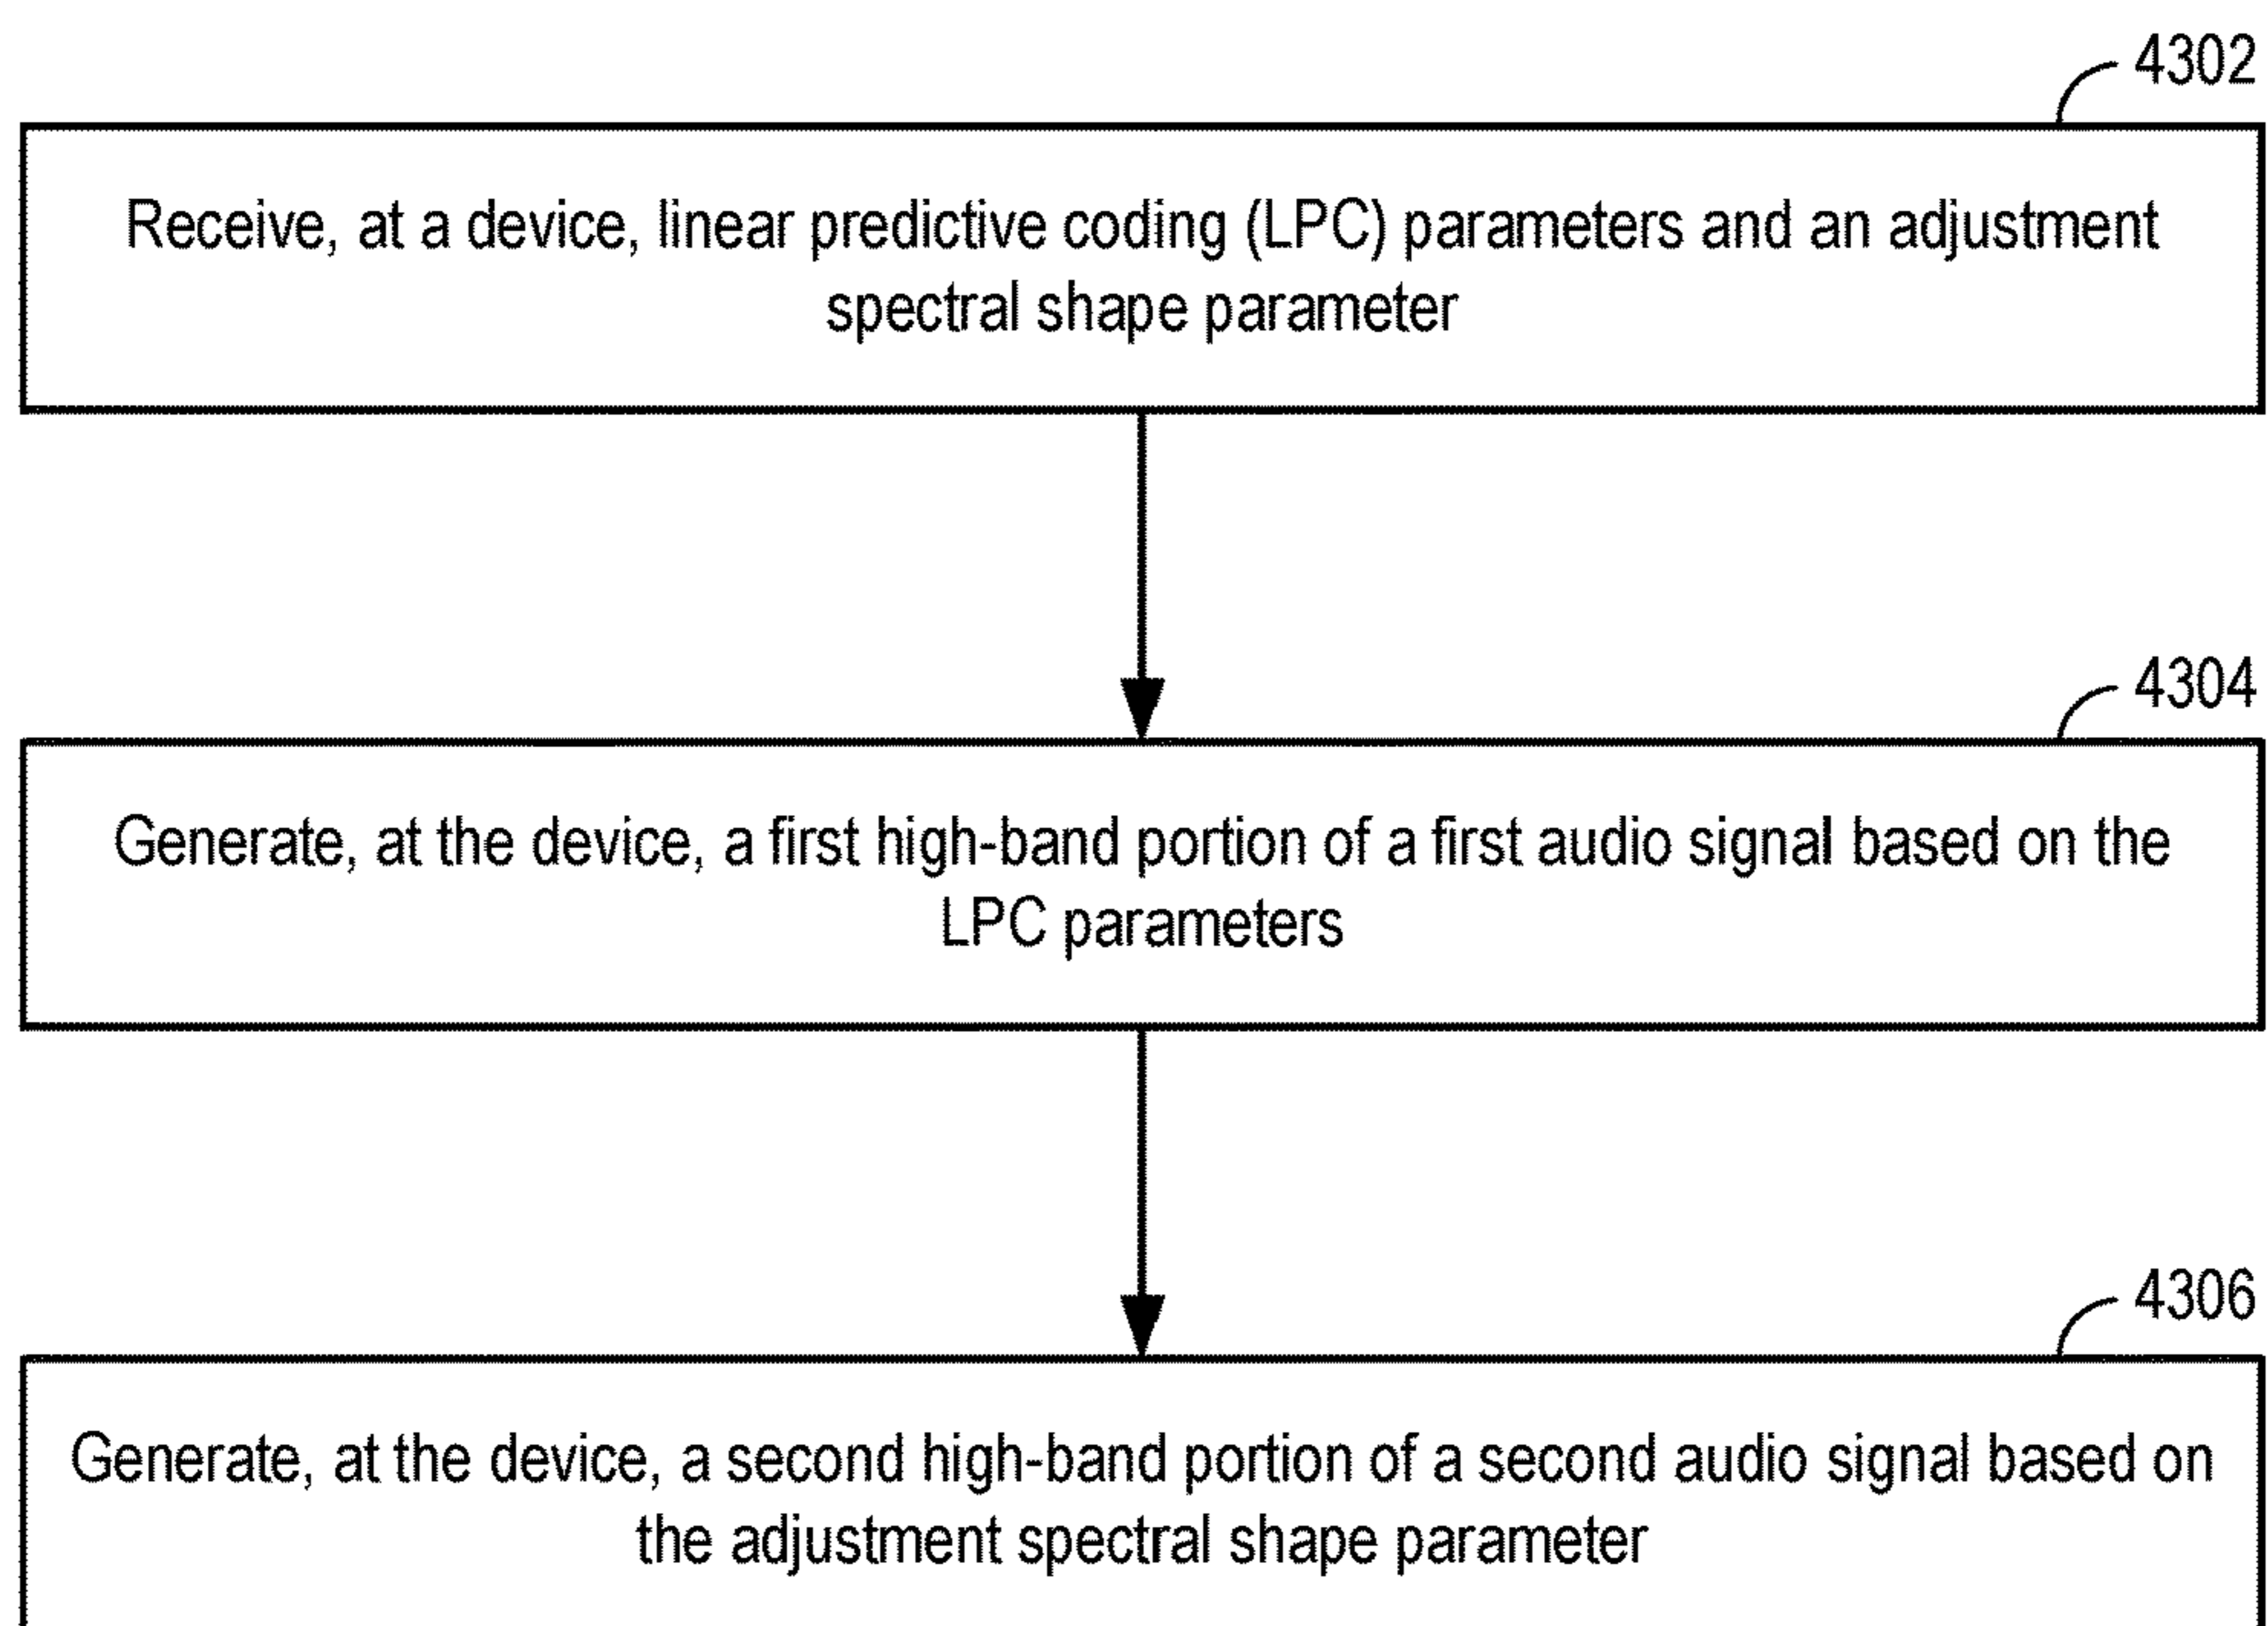 4302
Receive, at a device, linear predictive coding (LPC) parameters and an adjustment
spectral shape parameter
4304
Generate, at the device, a first high-band portion of a first audio signal based on the
LPC parameters
4306
Generate, at the device, a second high-band portion of a second audio signal based on
the adjustment spectral shape parameter